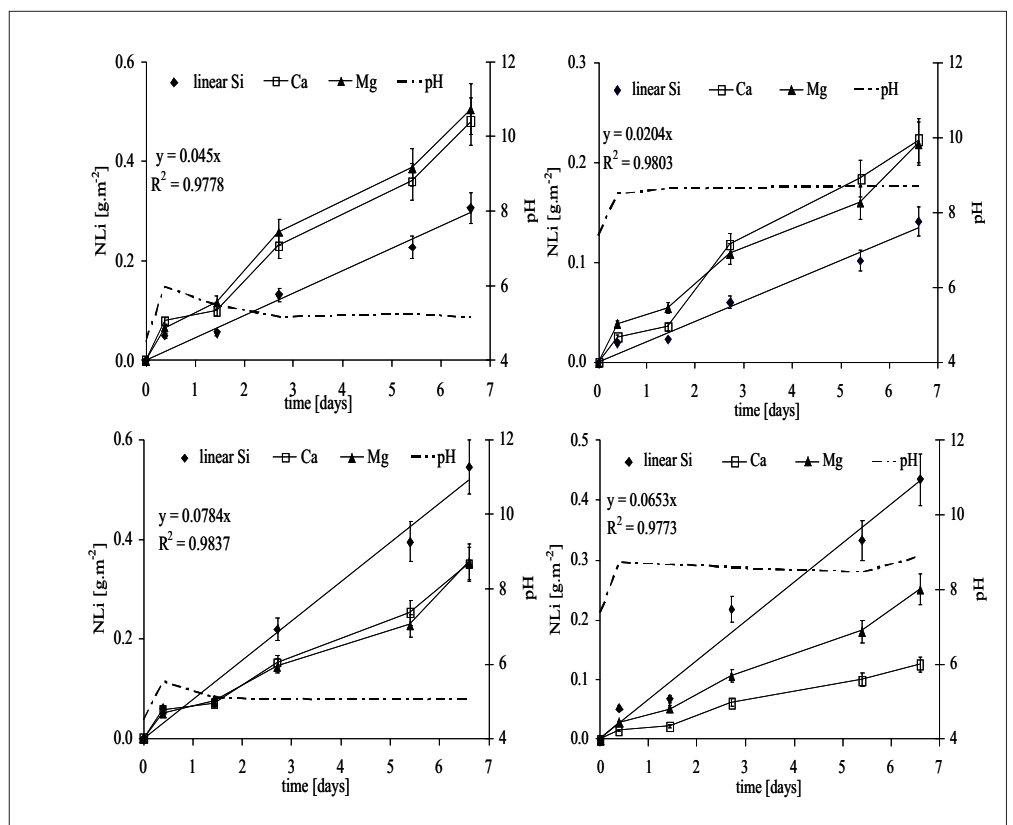 0.6
0.4
0.2
0.0
NLi [g.m-2]
linear Si Ca Mg pH
y = 0.045x
R2 = 0.9778
12
10
8
6
4
pH
0 1 2 3 4 5 6 7
time [days]
0.3
0.2
0.1
0.0
NLi [g.m-2]
linear Si Ca Mg pH
y = 0.0204x
R2 = 0.9803
12
10
8
6
4
pH
0 1 2 3 4 5 6 7
time [days]
0.6
0.4
0.2
0.0
NLi [g.m-2]
linear Si Ca Mg pH
y = 0.0784x
R2 = 0.9837
12
10
8
6
4
pH
0 1 2 3 4 5 6 7
time [days]
0.5
0.4
0.3
0.2
0.1
0.0
NLi [g.m-2]
linear Si Ca Mg pH
y = 0.0653x
R2 = 0.9773
12
10
8
6
4
pH
0 1 2 3 4 5 6 7
time [days]